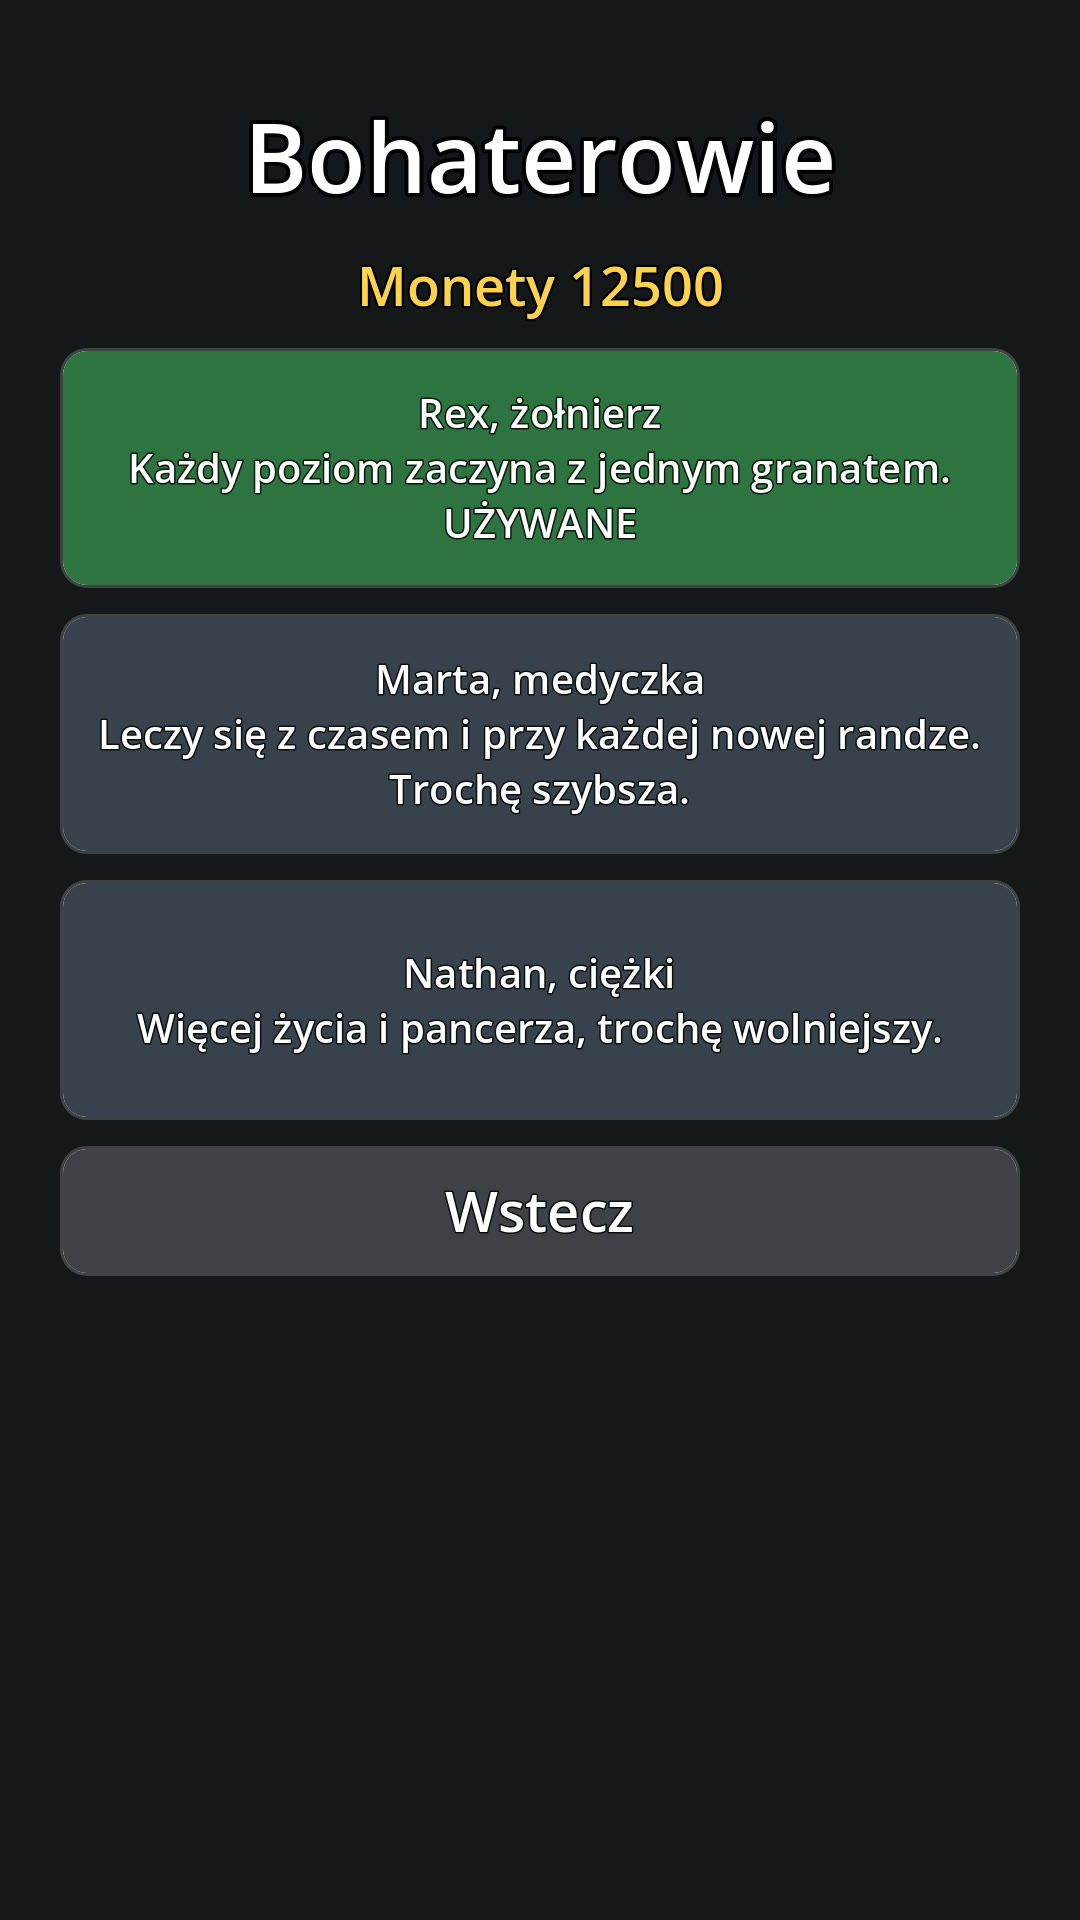 Bohaterowie
Monety 12500
Rex, żołnierz
Każdy poziom zaczyna z jednym granatem.
UŻYWANE
Marta, medyczka
Leczy się z czasem i przy każdej nowej randze.
Trochę szybsza.
Nathan, ciężki
Więcej życia i pancerza, trochę wolniejszy.
Wstecz